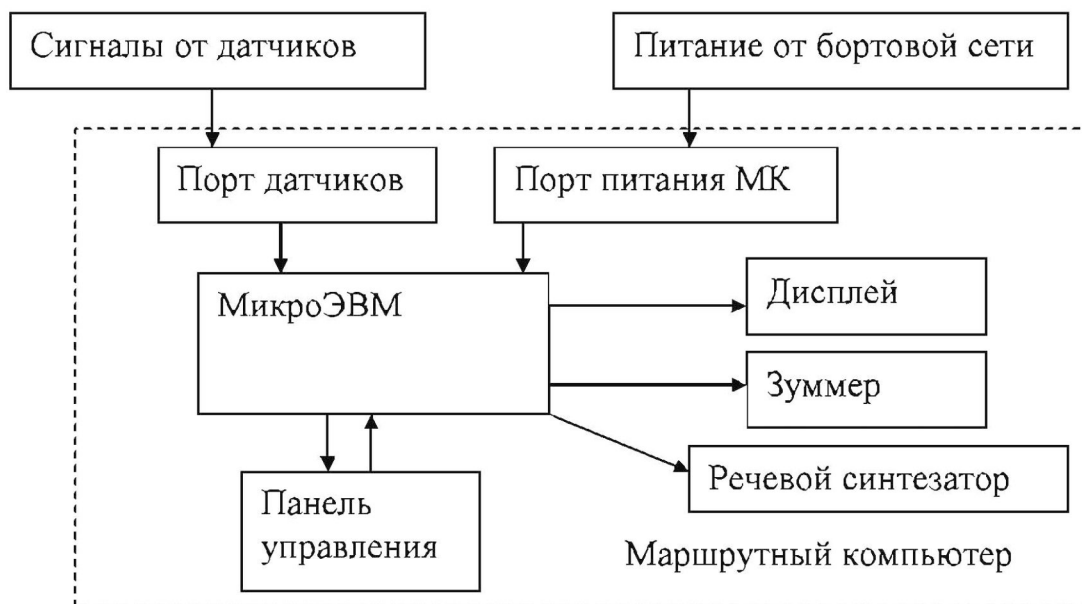 Сигналы от датчиков
Питание от бортовой сети
Порт датчиков
Порт питания МК
МикроЭВМ
Дисплей
Зуммер
Речевой синтезатор
Панель
управления
Маршрутный компьютер